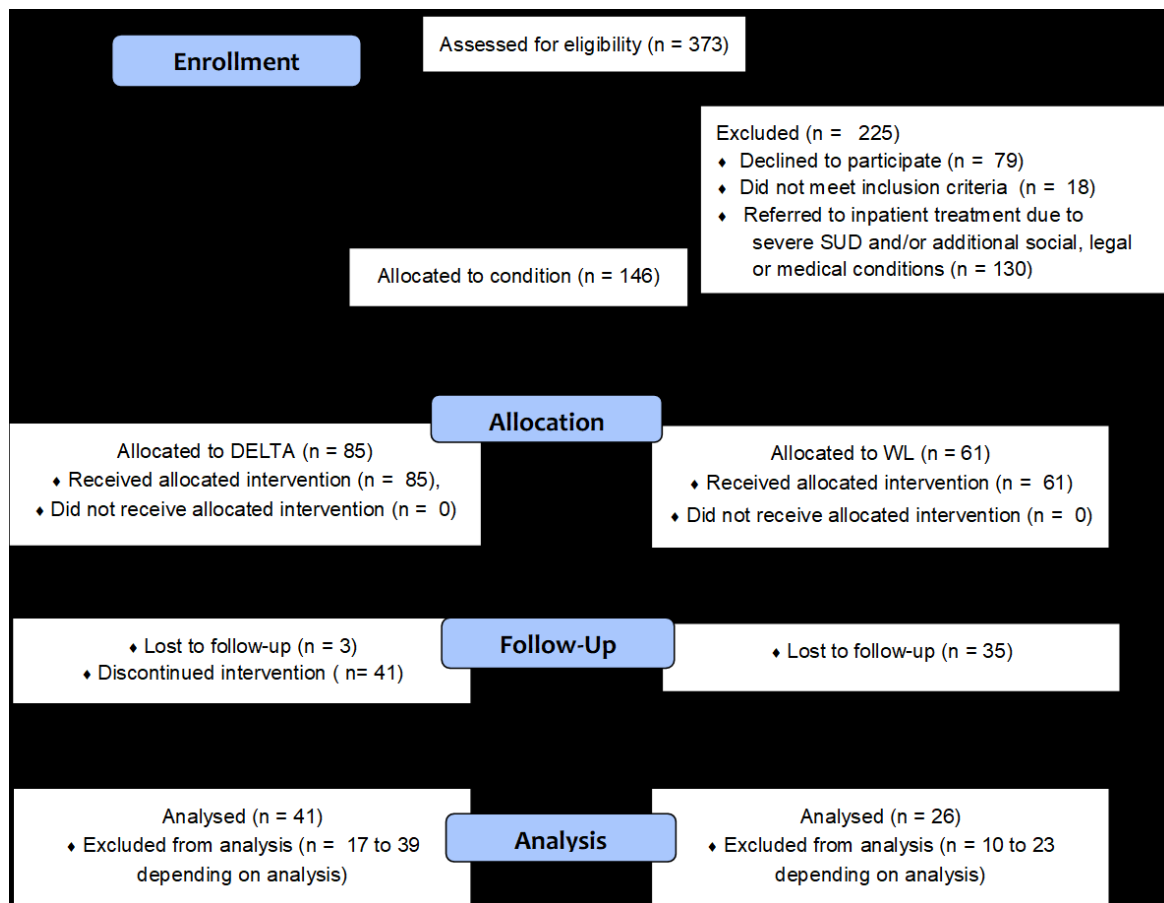 Enrollment
Assessed for eligibility (n = 373)
Excluded (n = 225)
♦ Declined to participate (n = 79)
♦ Did not meet inclusion criteria (n = 18)
♦ Referred to inpatient treatment due to
severe SUD and/or additional social, legal
or medical conditions (n = 130)
Allocated to condition (n = 146)
Allocation
Allocated to DELTA (n = 85)
♦ Received allocated intervention (n = 85),
♦ Did not receive allocated intervention (n = 0)
Allocated to WL (n = 61)
♦ Received allocated intervention (n = 61)
♦ Did not receive allocated intervention (n = 0)
Follow-Up
♦ Lost to follow-up (n = 3)
♦ Discontinued intervention ( n= 41)
♦ Lost to follow-up (n = 35)
Analysis
Analysed (n = 41)
♦ Excluded from analysis (n = 17 to 39
depending on analysis)
Analysed (n = 26)
♦ Excluded from analysis (n = 10 to 23
depending on analysis)